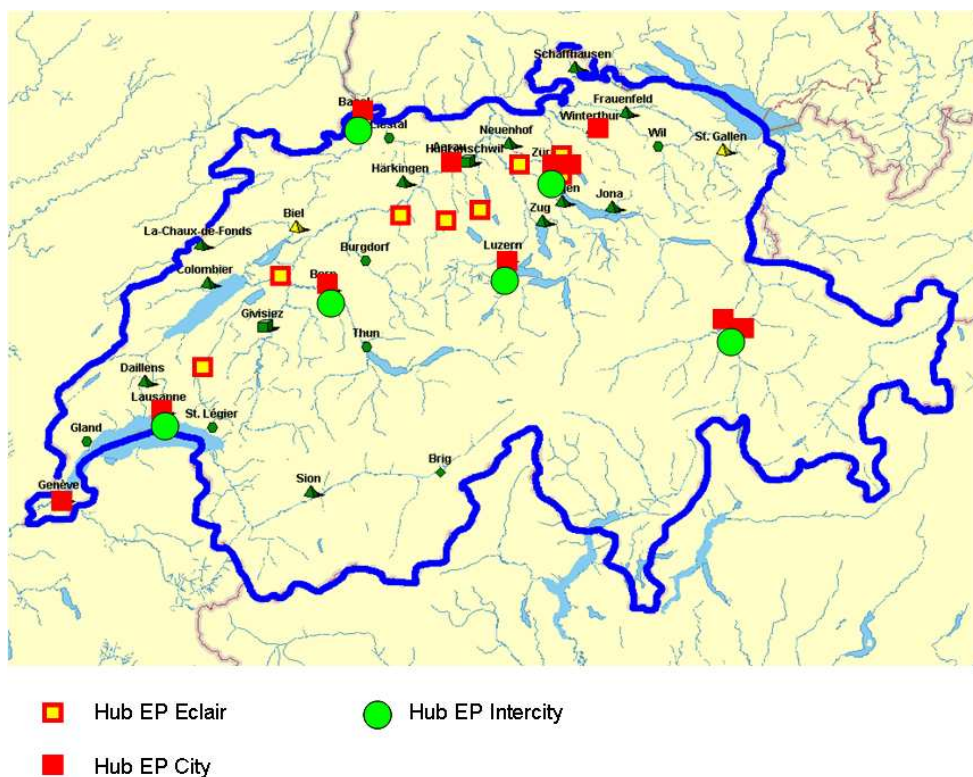 Schaffhausen
Frauenfeld
Winterthur
Basel
Liestal
Neuenhof
Wil
St. Gallen
Härkingen
Jona
Zug
Biel
La-Chaux-de-Fonds
Burgdorf
Luzern
Colombier
Bern
Givisiez
Thun
Daillens
Lausanne
St. Légier
Gland
Brig
Sion
Genève
Hub EP Eclair
Hub EP Intercity
Hub EP City